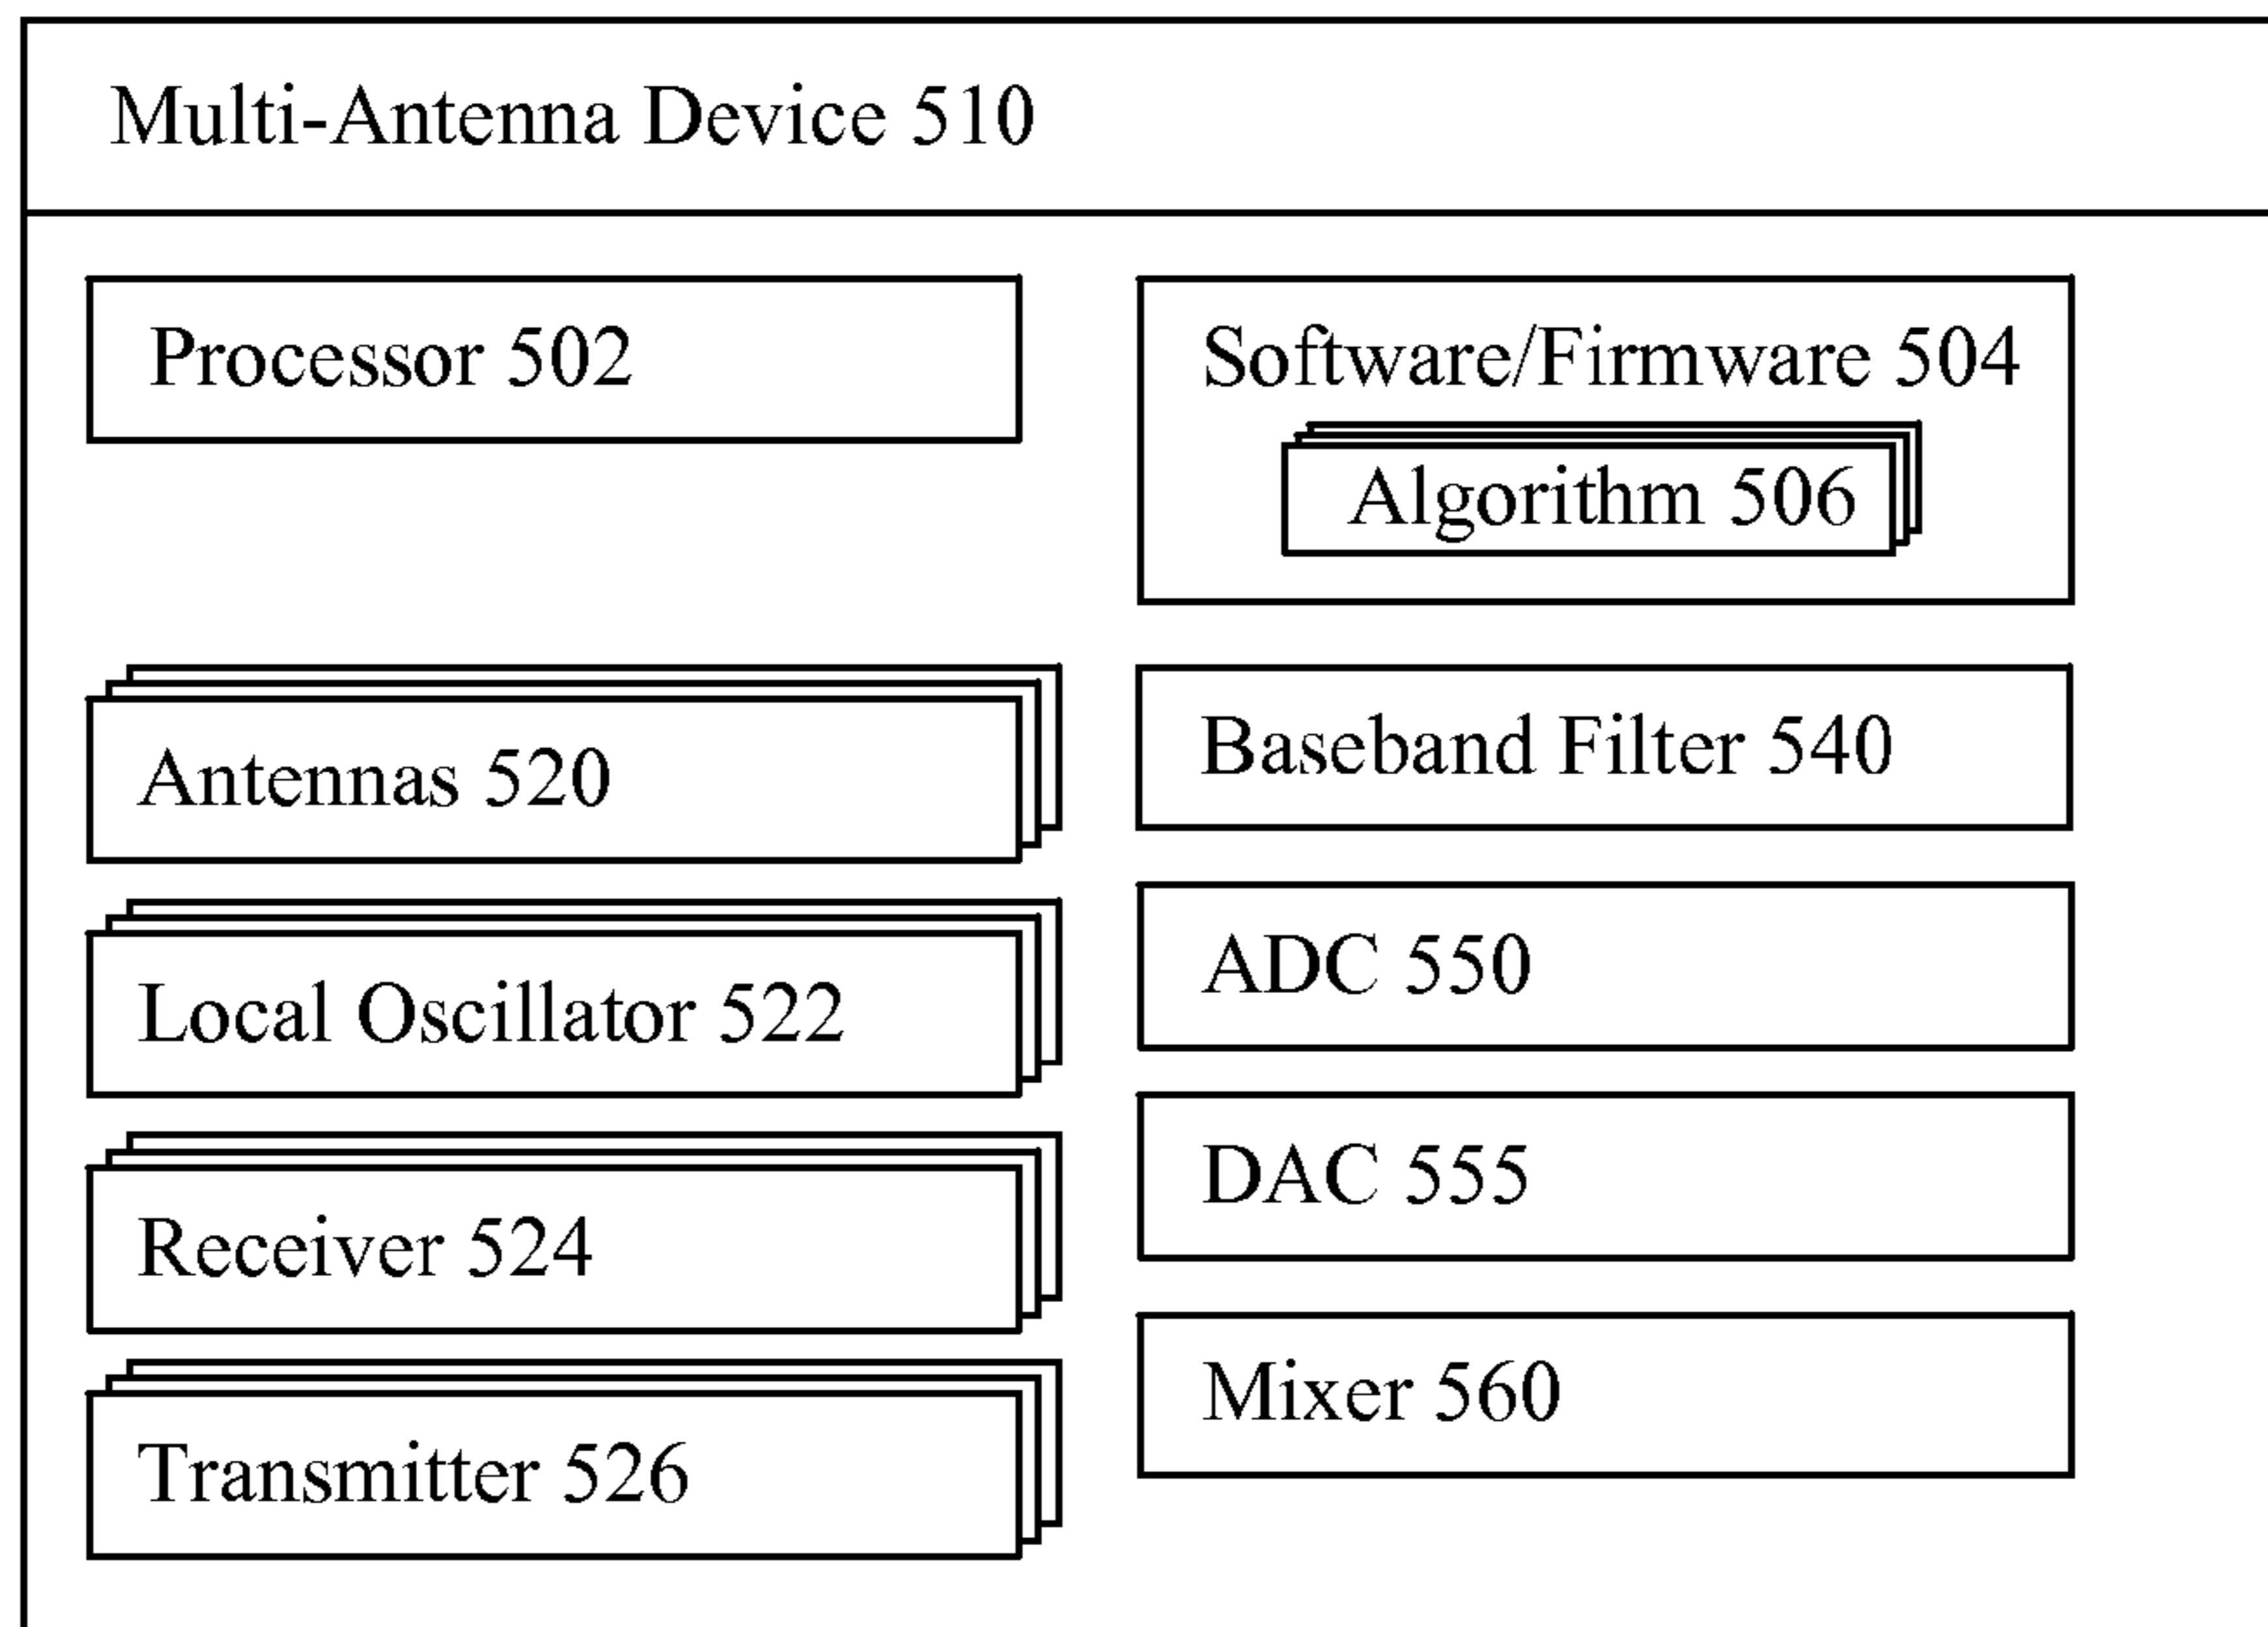 Multi-Antenna Device 510
Processor 502
Software/Firmware 504
Algorithm 506
Antennas 520
Local Oscillator 522
Receiver 524
Transmitter 526
Baseband Filter 540
ADC 550
DAC 555
Mixer 560